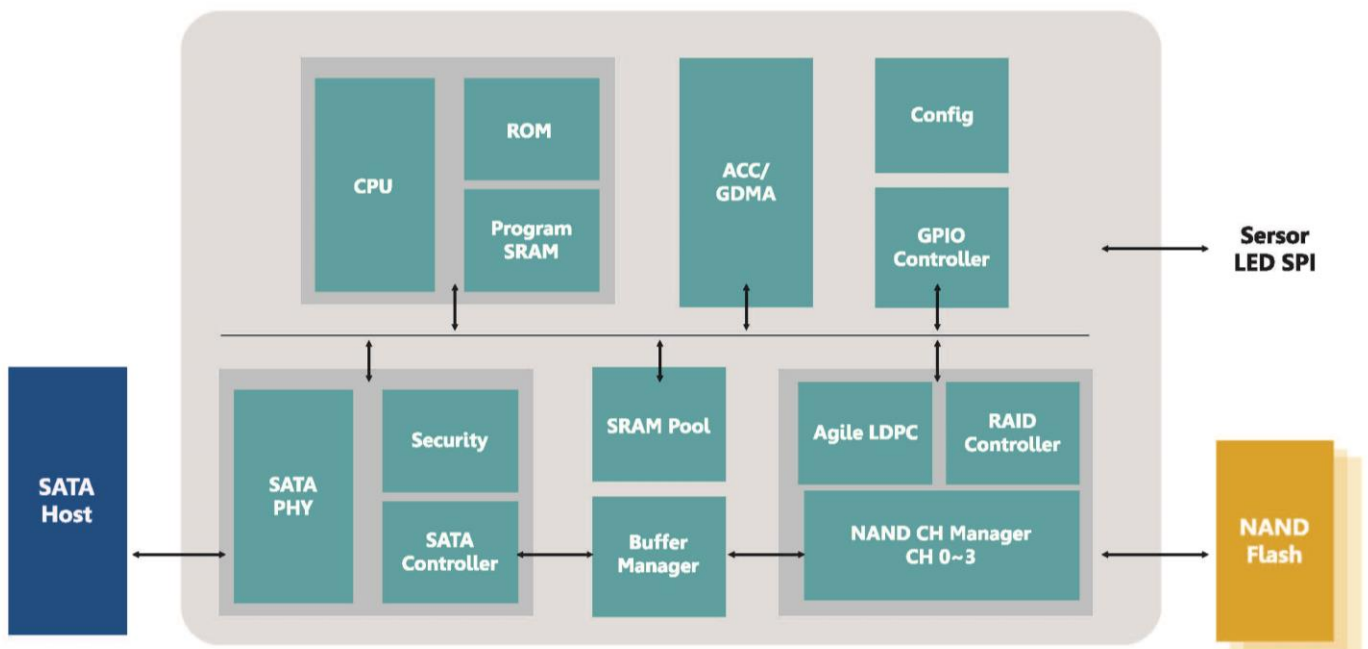 CPU
ROM
Program
SRAM
ACC/
GDMA
Config
GPIO
Controller
Sersor
LED SPI
SATA
Host
SATA
PHY
Security
SATA
Controller
SRAM Pool
Buffer
Manager
Agile LDPC
RAID
Controller
NAND CH Manager
CH 0~3
NAND
Flash